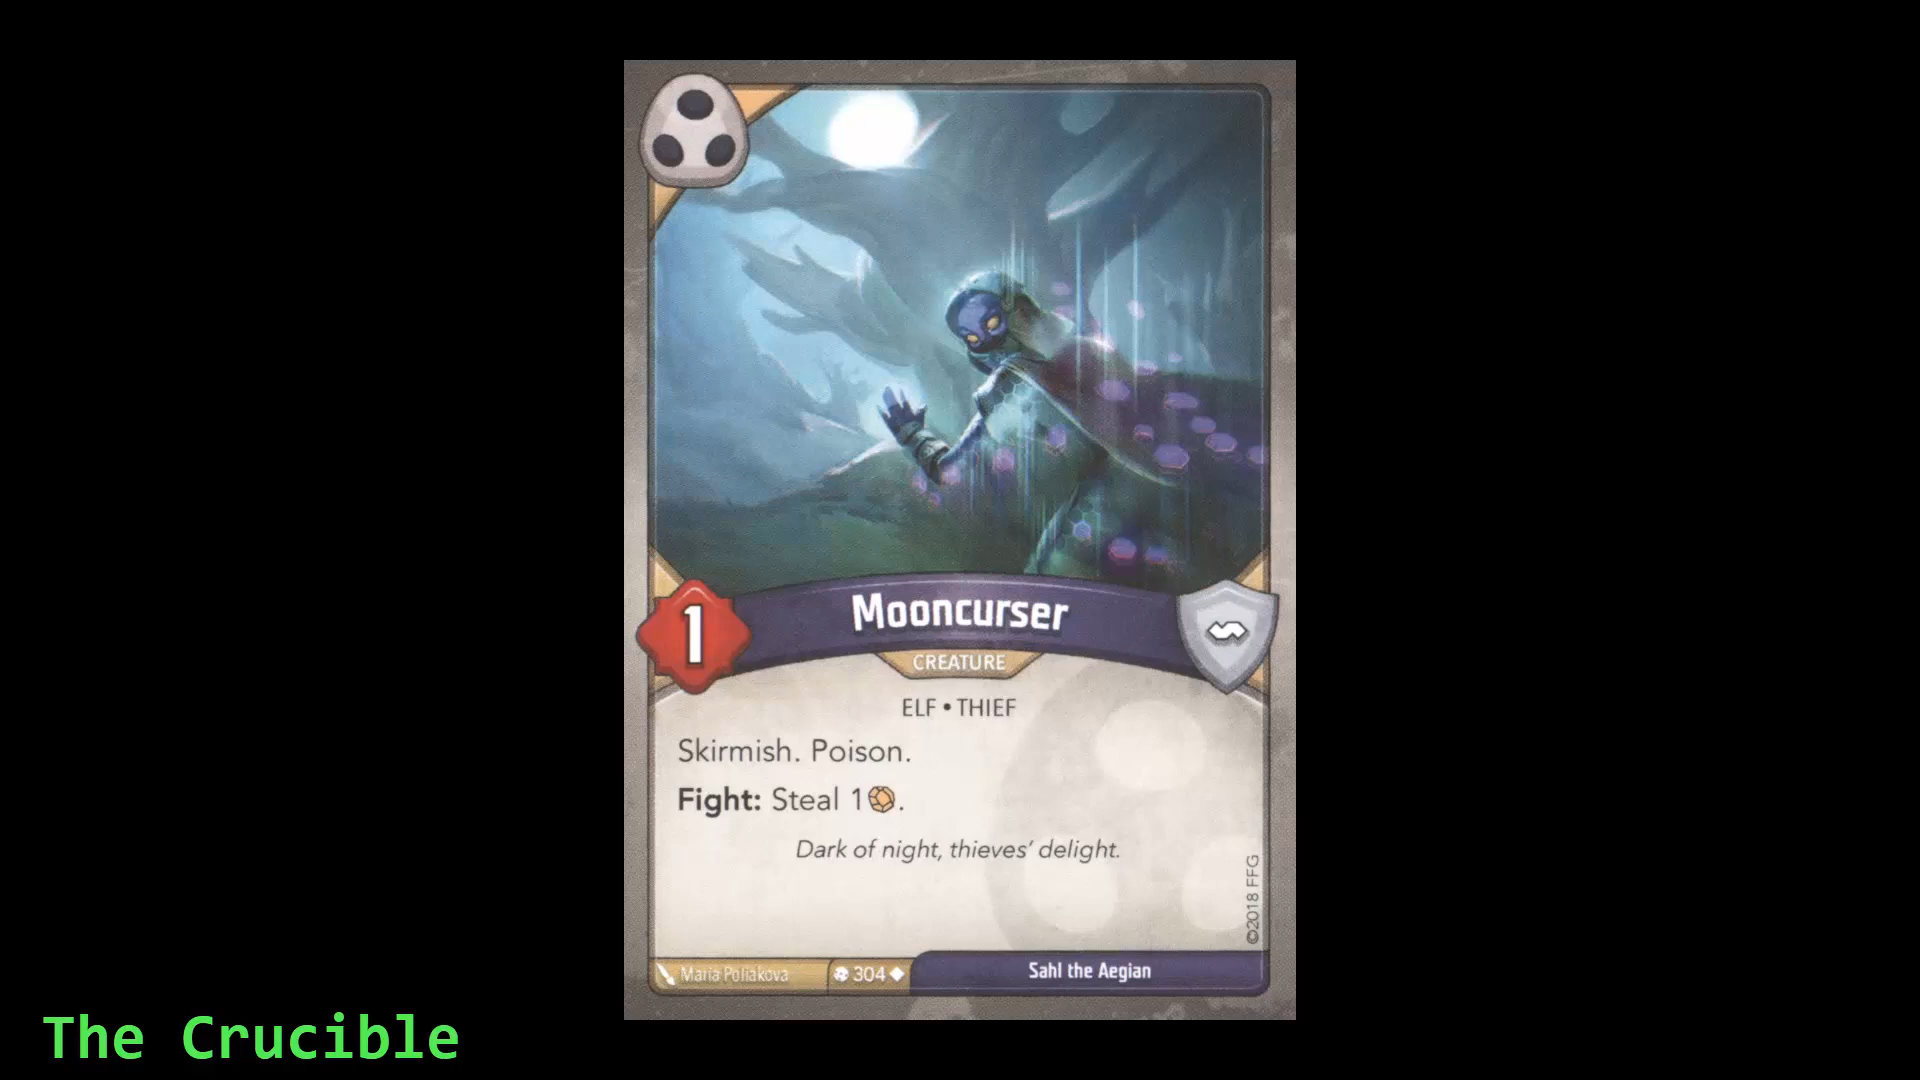 Mooncurser
1
CREATURE
ELF • THIEF
Skirmish. Poison.
Fight: Steal 1.
Dark of night, thieves' delight.
©2018 FFG
Maria Poliakova
304
Sahl the Aegian
The Crucible